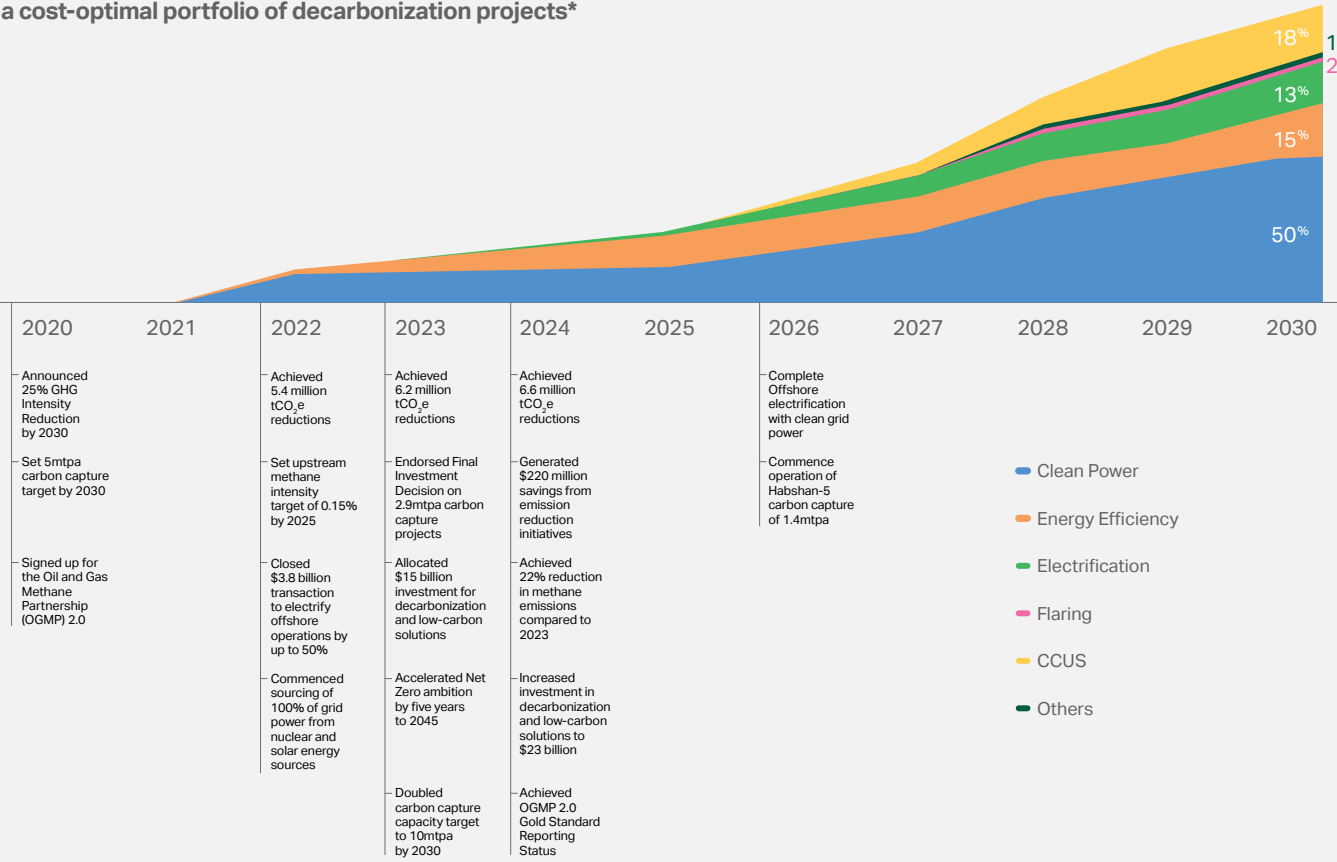 a cost-optimal portfolio of decarbonization projects*
18%
1
2
13%
15%
50%
2020
2021
2022
2023
2024
2025
2026
2027
2028
2029
2030
Announced
25% GHG
Intensity
Reduction
by 2030
Set 5mtpa
carbon capture
target by 2030
Signed up for
the Oil and Gas
Methane
Partnership
(OGMP) 2.0
Achieved
5.4 million
tCO₂e
reductions
Set upstream
methane
intensity
target of 0.15%
by 2025
Closed
$3.8 billion
transaction
to electrify
offshore
operations by
up to 50%
Commenced
sourcing of
100% of grid
power from
nuclear and
solar energy
sources
Achieved
6.2 million
tCO₂e
reductions
Endorsed Final
Investment
Decision on
2.9mtpa carbon
capture
projects
Allocated
$15 billion
investment for
decarbonization
and low-carbon
solutions
Accelerated Net
Zero ambition
by five years
to 2045
Doubled
carbon capture
capacity target
to 10mtpa
by 2030
Achieved
6.6 million
tCO₂e
reductions
Generated
$220 million
savings from
emission
reduction
initiatives
Achieved
22% reduction
in methane
emissions
compared to
2023
Increased
investment in
decarbonization
and low-carbon
solutions to
$23 billion
Achieved
OGMP 2.0
Gold Standard
Reporting
Status
Complete
Offshore
electrification
with clean grid
power
Commence
operation of
Habshan-5
carbon capture
of 1.4mtpa
Clean Power
Energy Efficiency
Electrification
Flaring
CCUS
Others